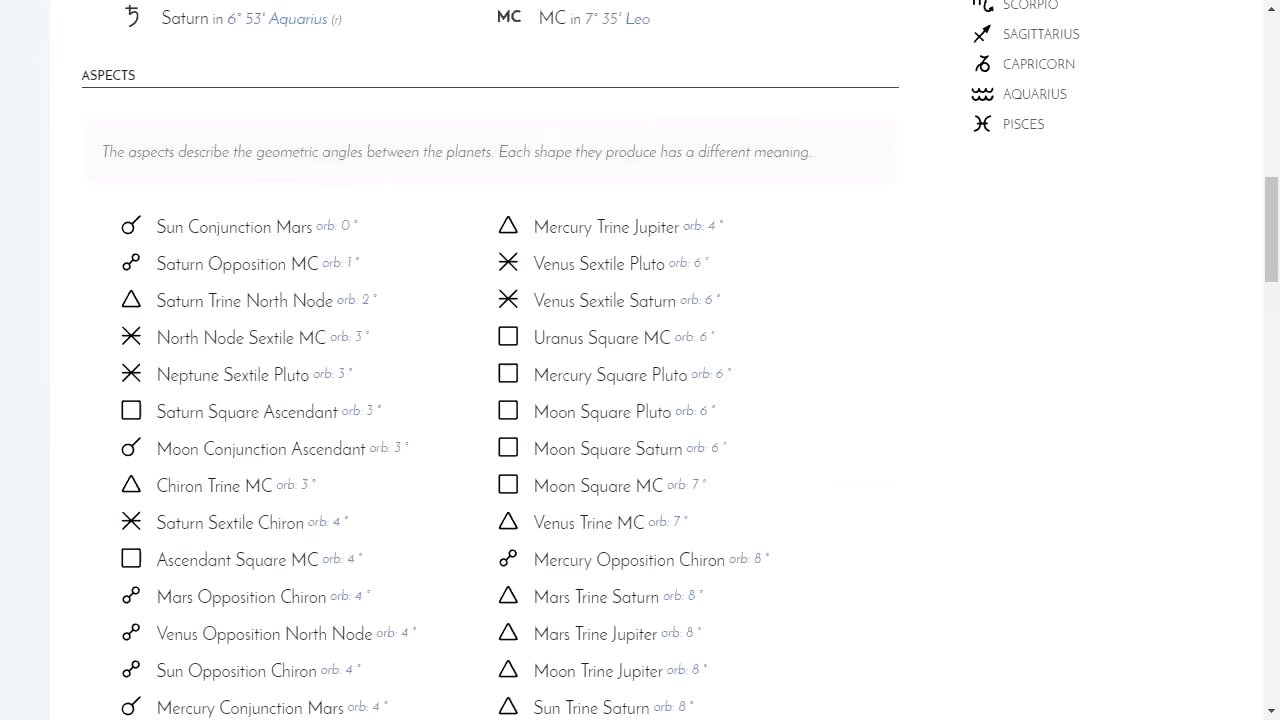 Saturn in 6° 53' Aquarius (r)
MC MC in 7° 35' Leo
ASPECTS
The aspects describe the geometric angles between the planets. Each shape they produce has a different meaning..
Sun Conjunction Mars orb: 0 °
Saturn Opposition MC orb: 1 °
Saturn Trine North Node orb: 2 °
North Node Sextile MC orb: 3 °
Neptune Sextile Pluto orb: 3 °
Saturn Square Ascendant orb: 3 °
Moon Conjunction Ascendant orb: 3 °
Chiron Trine MC orb: 3 °
Saturn Sextile Chiron orb: 4 °
Ascendant Square MC orb: 4 °
Mars Opposition Chiron orb: 4 °
Venus Opposition North Node orb: 4 °
Sun Opposition Chiron orb: 4 °
Mercury Conjunction Mars orb: 4 °
Mercury Trine Jupiter orb: 4 °
Venus Sextile Pluto orb: 6 °
Venus Sextile Saturn orb: 6 °
Uranus Square MC orb: 6 °
Mercury Square Pluto orb: 6 °
Moon Square Pluto orb: 6 °
Moon Square Saturn orb: 6 °
Moon Square MC orb: 7 °
Venus Trine MC orb: 7 °
Mercury Opposition Chiron orb: 8 °
Mars Trine Saturn orb: 8 °
Mars Trine Jupiter orb: 8 °
Moon Trine Jupiter orb: 8 °
Sun Trine Saturn orb: 8 °
SCORPIO
SAGITTARIUS
CAPRICORN
AQUARIUS
PISCES